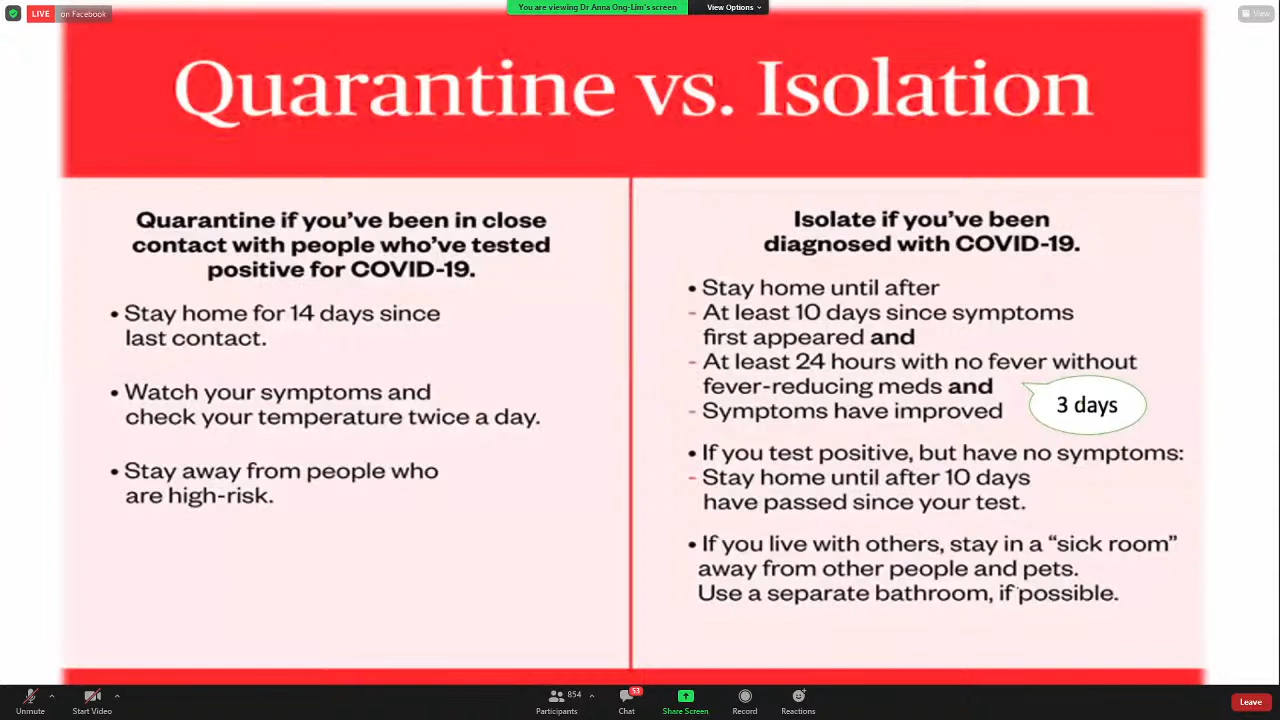 LIVE on Facebook
You are viewing Dr Anna Ong-Lim's screen
View Options
View
Quarantine vs. Isolation
Quarantine if you've been in close
contact with people who've tested
positive for COVID-19.
• Stay home for 14 days since
last contact.
• Watch your symptoms and
check your temperature twice a day.
• Stay away from people who
are high-risk.
Isolate if you've been
diagnosed with COVID-19.
• Stay home until after
- At least 10 days since symptoms
first appeared and
- At least 24 hours with no fever without
fever-reducing meds and
- Symptoms have improved
3 days
• If you test positive, but have no symptoms:
- Stay home until after 10 days
have passed since your test.
• If you live with others, stay in a “sick room”
away from other people and pets.
Use a separate bathroom, if possible.
Unmute
Start Video
854
Participants
53
Chat
Share Screen
Record
Reactions
Leave